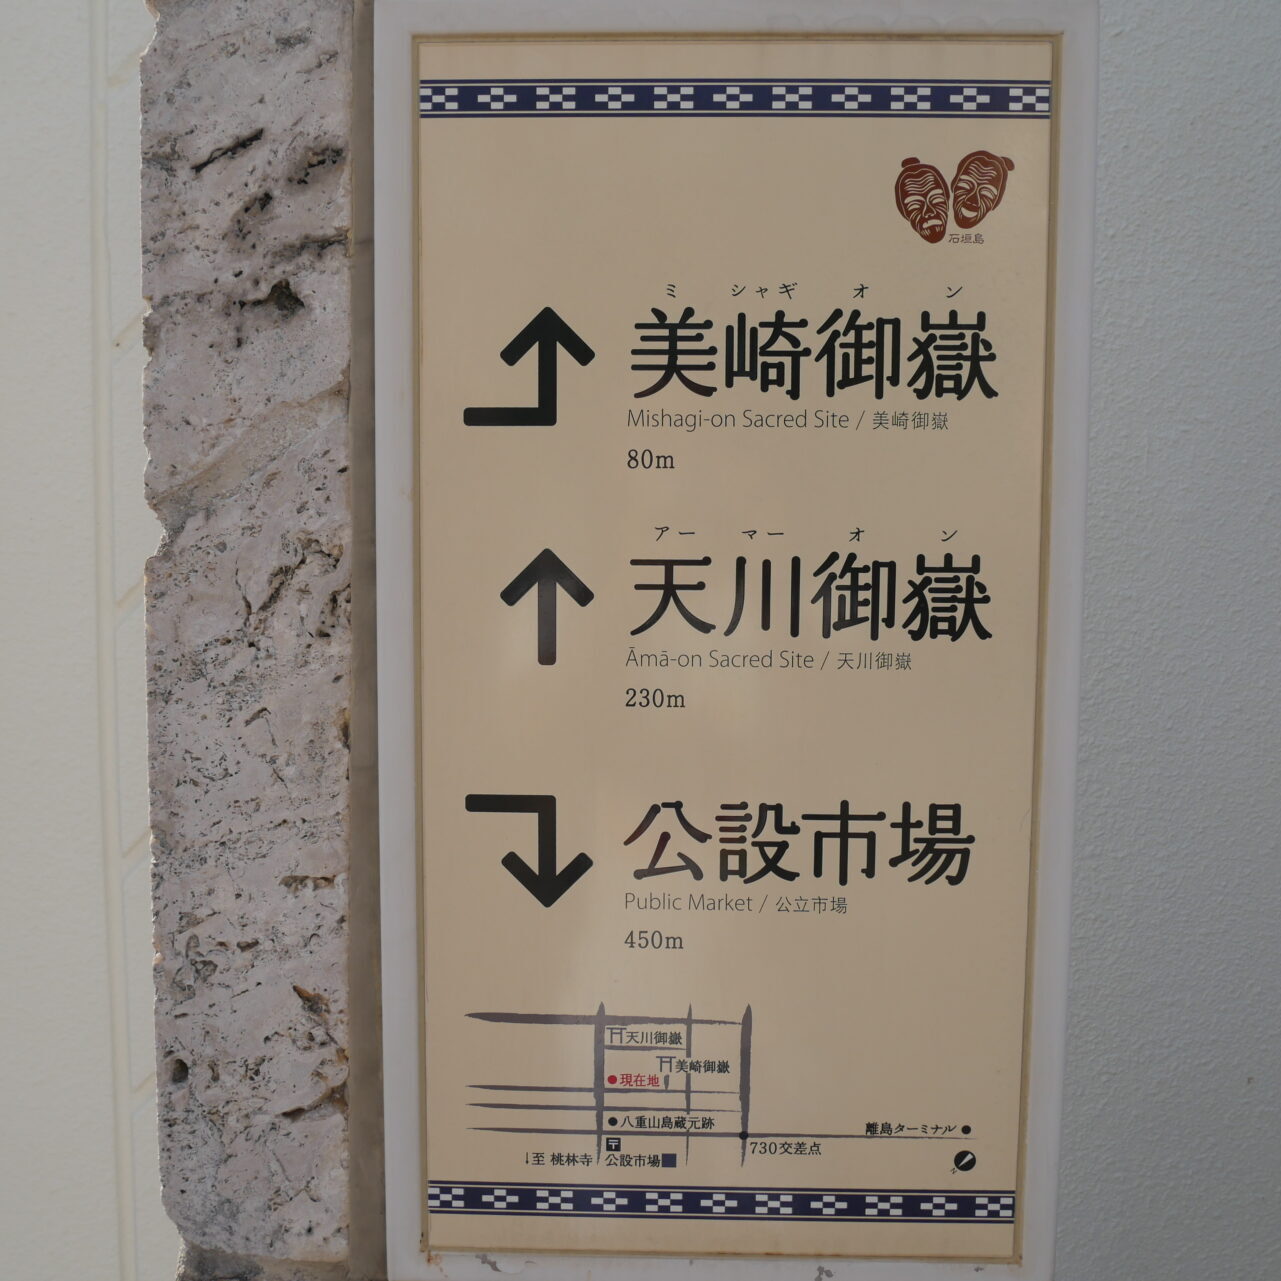 石垣島
ミシャギオン
美崎御嶽
Mishagi-on Sacred Site / 美崎御嶽
80m
アーマーオン
天川御嶽
Āmā-on Sacred Site / 天川御嶽
230m
公設市場
Public Market / 公立市場
450m
天川御嶽
美崎御嶽
現在地
八重山島蔵元跡
離島ターミナル
730交差点
↓至 桃林寺
〒
公設市場
N